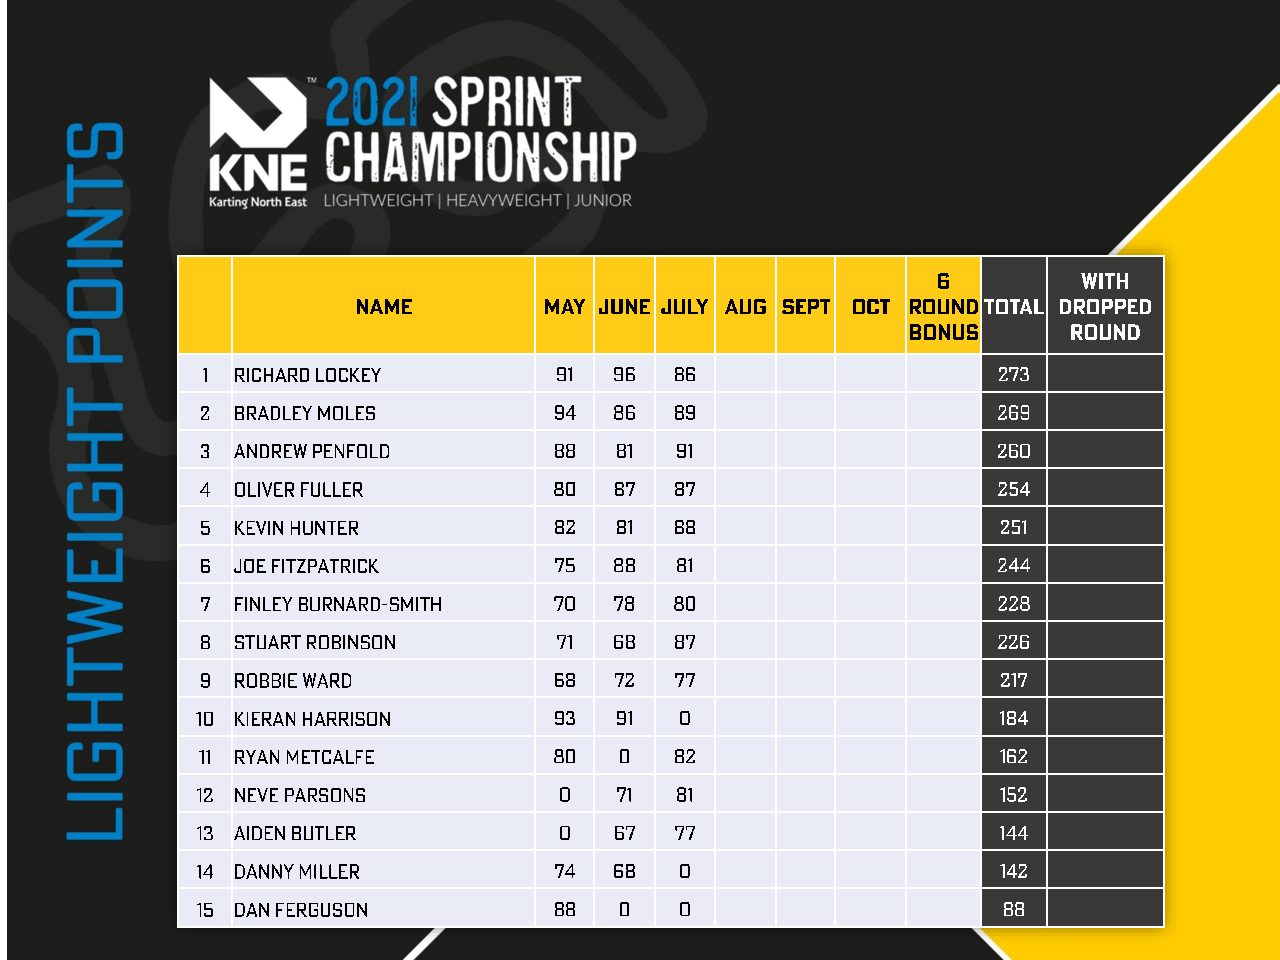 LIGHTWEIGHT POINTS
™
KNE
Karting North East
2021 SPRINT
CHAMPIONSHIP
LIGHTWEIGHT | HEAVYWEIGHT | JUNIOR
NAME MAY JUNE JULY AUG SEPT OCT 6 ROUND BONUS TOTAL WITH DROPPED ROUND
1 RICHARD LOCKEY 91 96 86 273
2 BRADLEY MOLES 94 86 89 269
3 ANDREW PENFOLD 88 81 91 260
4 OLIVER FULLER 80 87 87 254
5 KEVIN HUNTER 82 81 88 251
6 JOE FITZPATRICK 75 88 81 244
7 FINLEY BURNARD-SMITH 70 78 80 228
8 STUART ROBINSON 71 68 87 226
9 ROBBIE WARD 68 72 77 217
10 KIERAN HARRISON 93 91 0 184
11 RYAN METCALFE 80 0 82 162
12 NEVE PARSONS 0 71 81 152
13 AIDEN BUTLER 0 67 77 144
14 DANNY MILLER 74 68 0 142
15 DAN FERGUSON 88 0 0 88